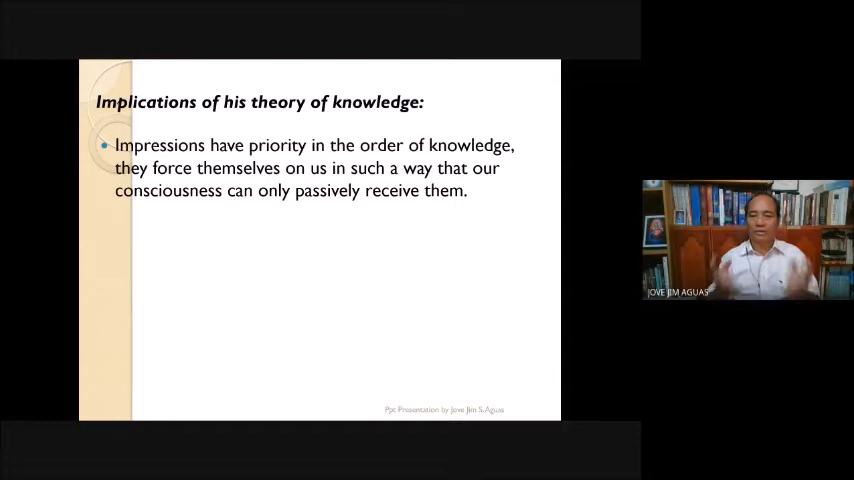 Implications of his theory of knowledge:
Impressions have priority in the order of knowledge,
they force themselves on us in such a way that our
consciousness can only passively receive them.
JOVE JIM AGUAS
Ppt Presentation by Jove Jim S. Aguas